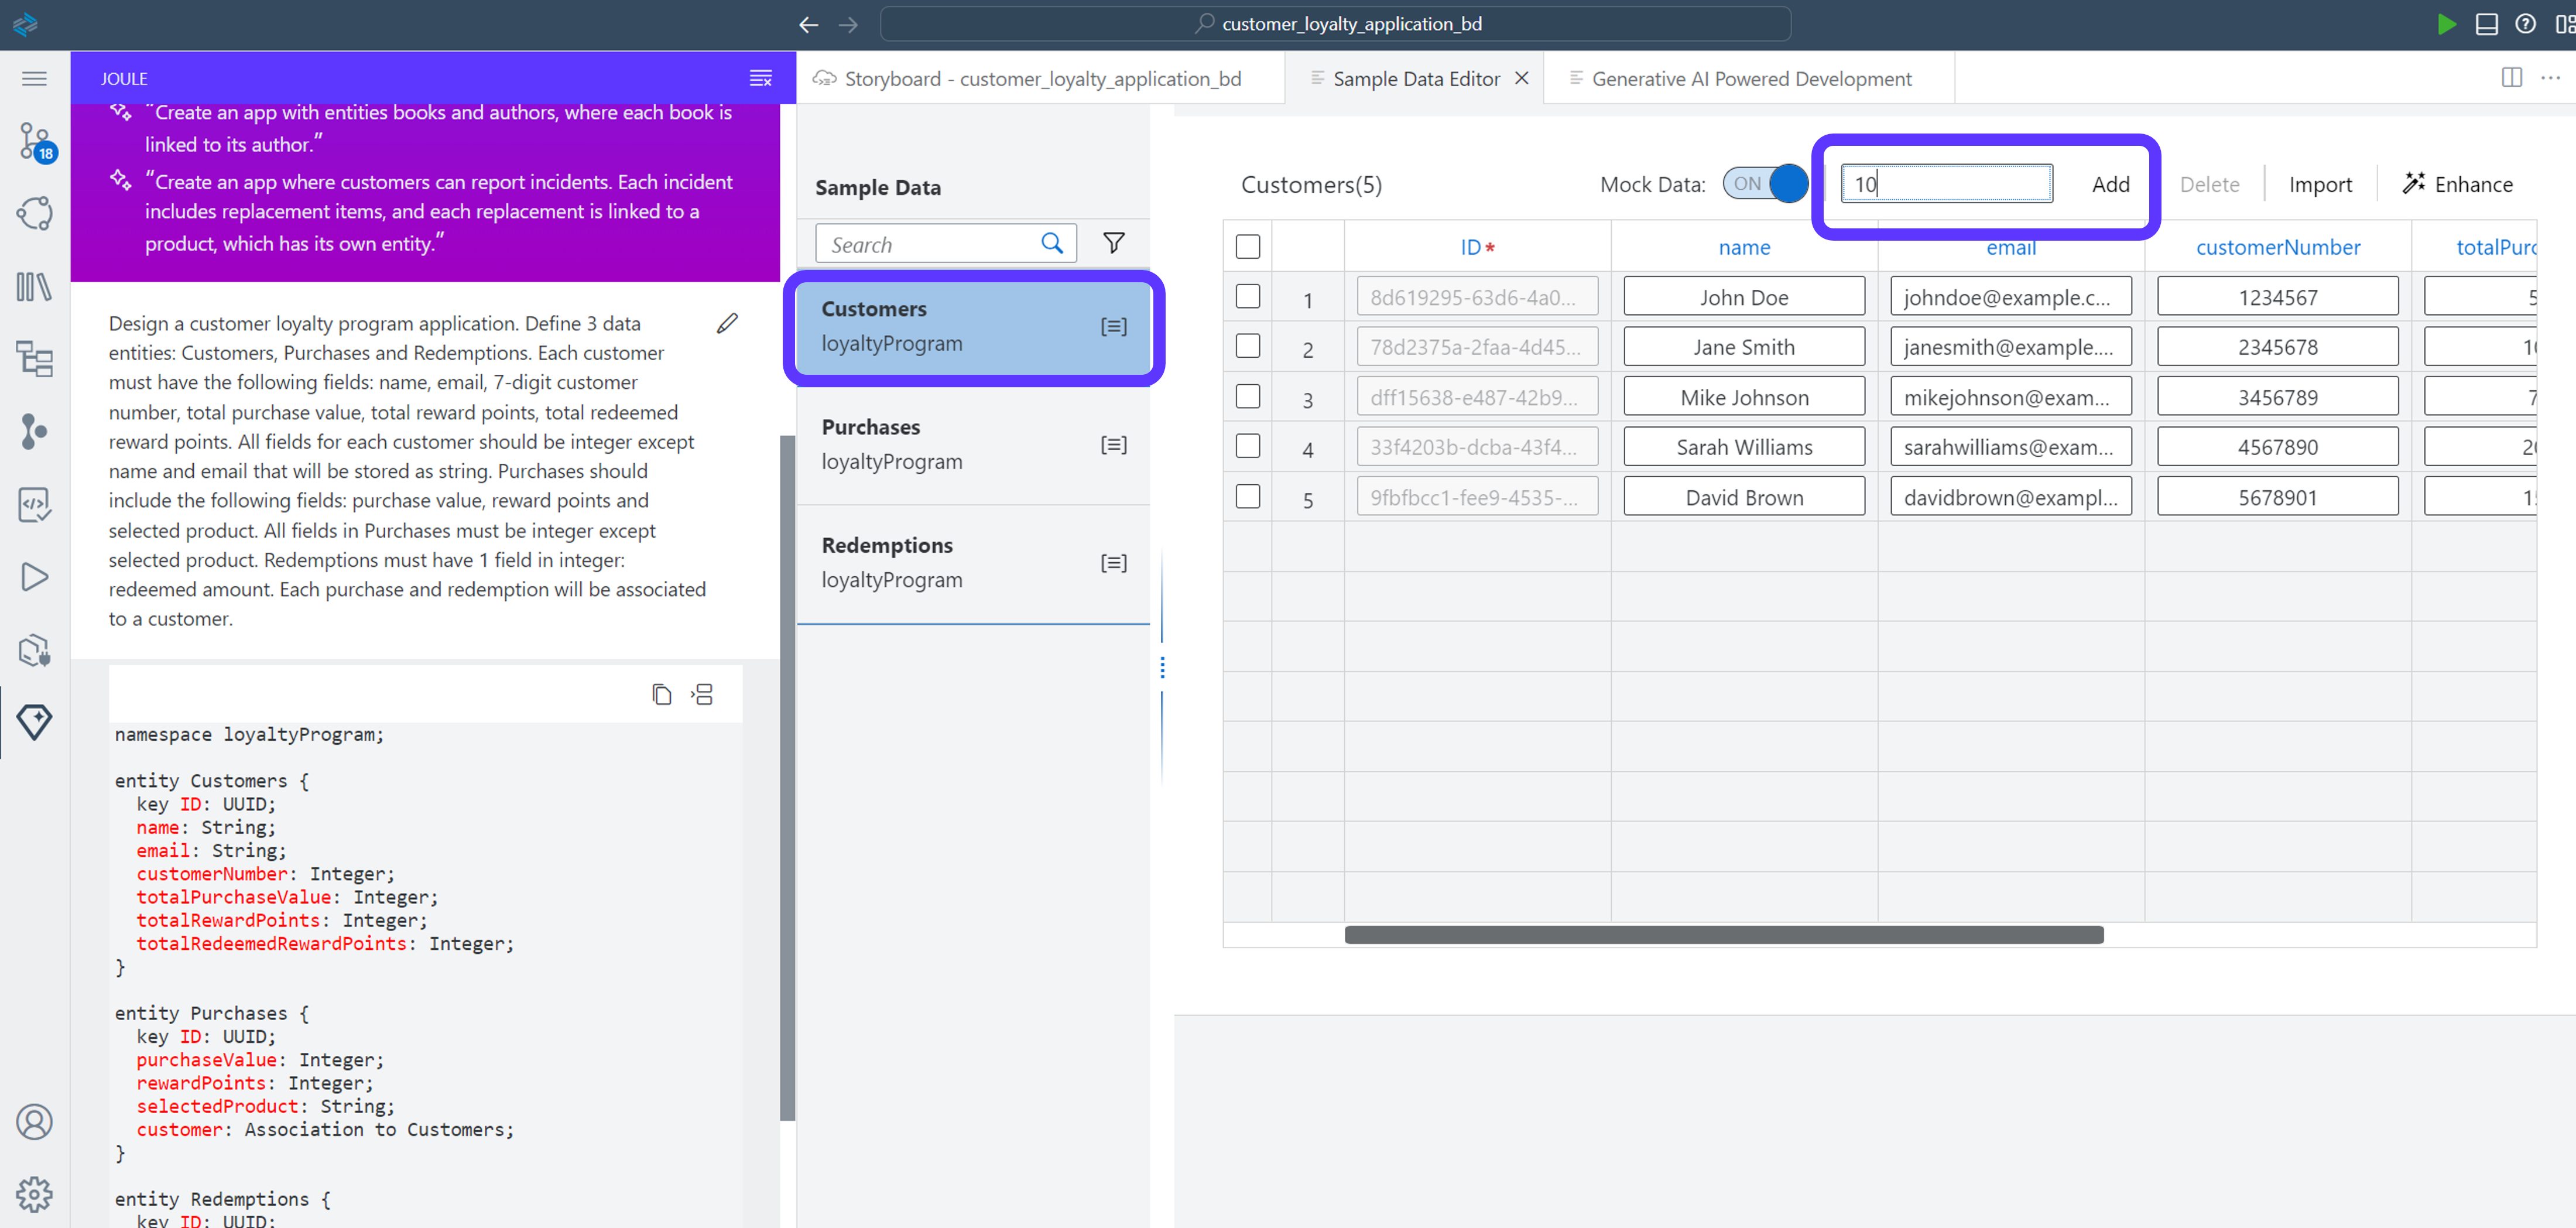 customer_loyalty_application_bd
18
JOULE
“Create an app with entities books and authors, where each book is
linked to its author.”
“Create an app where customers can report incidents. Each incident
includes replacement items, and each replacement is linked to a
product, which has its own entity.”
Design a customer loyalty program application. Define 3 data
entities: Customers, Purchases and Redemptions. Each customer
must have the following fields: name, email, 7-digit customer
number, total purchase value, total reward points, total redeemed
reward points. All fields for each customer should be integer except
name and email that will be stored as string. Purchases should
include the following fields: purchase value, reward points and
selected product. All fields in Purchases must be integer except
selected product. Redemptions must have 1 field in integer:
redeemed amount. Each purchase and redemption will be associated
to a customer.
namespace loyaltyProgram;
entity Customers {
key ID: UUID;
name: String;
email: String;
customerNumber: Integer;
totalPurchaseValue: Integer;
totalRewardPoints: Integer;
totalRedeemedRewardPoints: Integer;
}
entity Purchases {
key ID: UUID;
purchaseValue: Integer;
rewardPoints: Integer;
selectedProduct: String;
customer: Association to Customers;
}
entity Redemptions {
key ID: UUID;
Storyboard - customer_loyalty_application_bd
Sample Data Editor
Generative AI Powered Development
Sample Data
Search
Customers
loyaltyProgram
Purchases
loyaltyProgram
Redemptions
loyaltyProgram
Customers(5) Mock Data: ON 10 Add Delete Import Enhance
ID* name email customerNumber totalPurc
1 8d619295-63d6-4a0... John Doe johndoe@example.c... 1234567 5
2 78d2375a-2faa-4d45... Jane Smith janesmith@example.... 2345678 10
3 dff15638-e487-42b9... Mike Johnson mikejohnson@exam... 3456789 7
4 33f4203b-dcba-43f4... Sarah Williams sarahwilliams@exam... 4567890 20
5 9fbfbcc1-fee9-4535-... David Brown davidbrown@exampl... 5678901 1